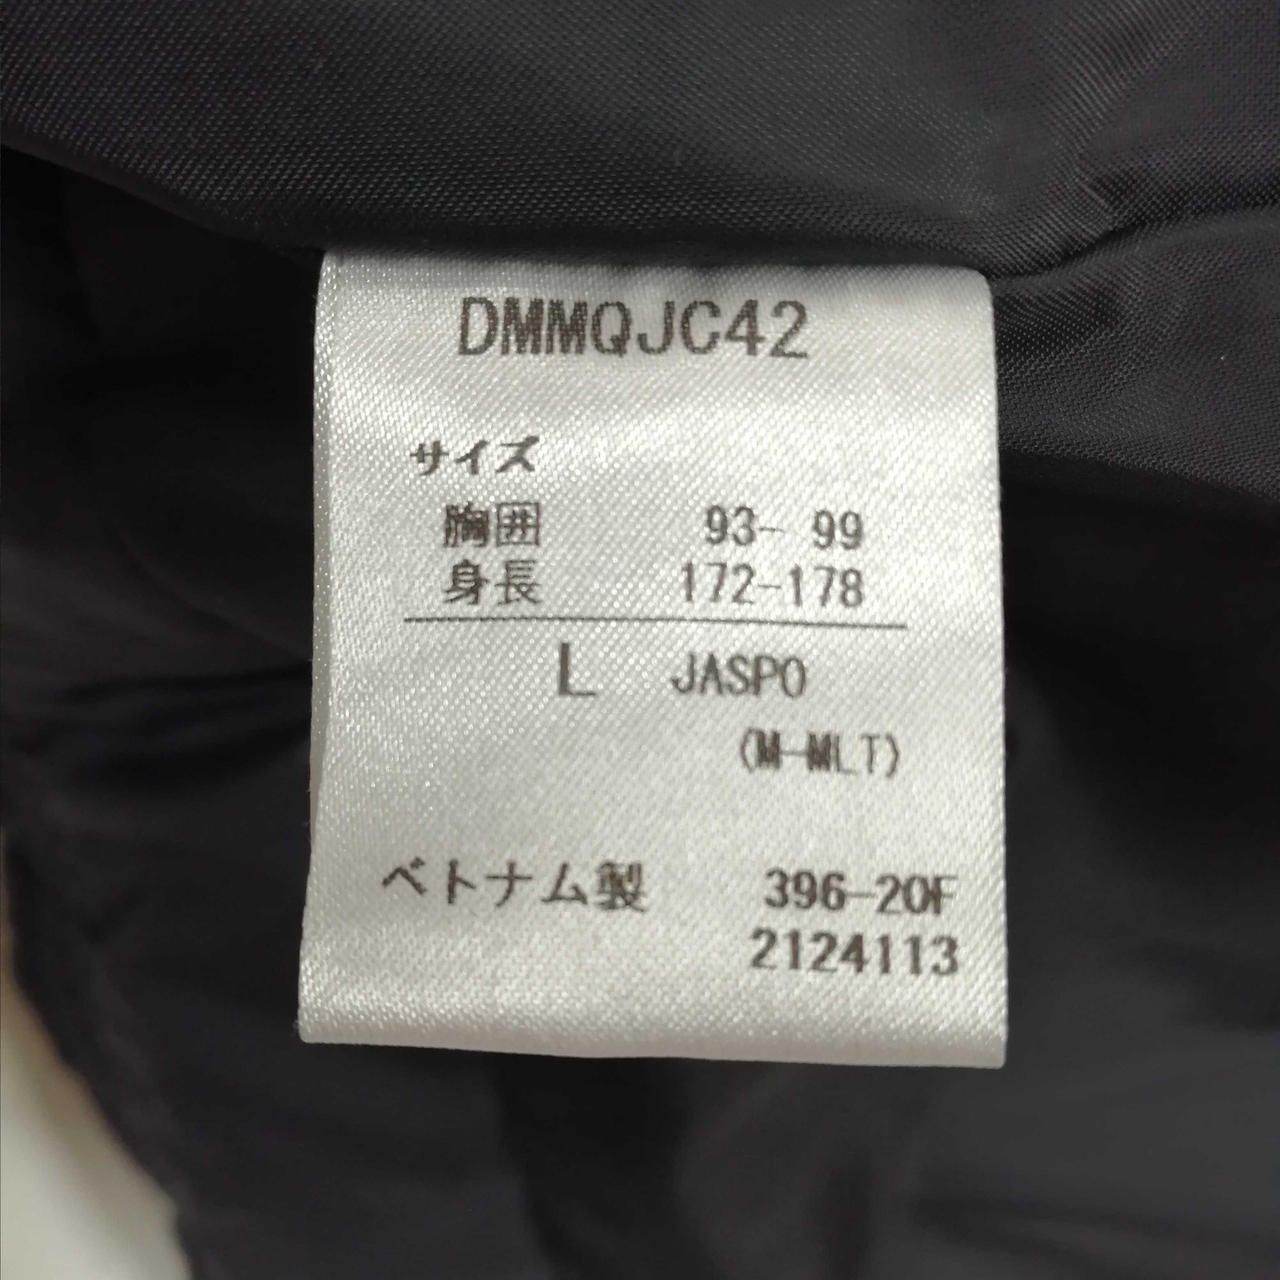 DMMQJC42
サイズ
胸囲 93- 99
身長 172-178
L JASPO
(M-MLT)
ベトナム製 396-20F
2124113